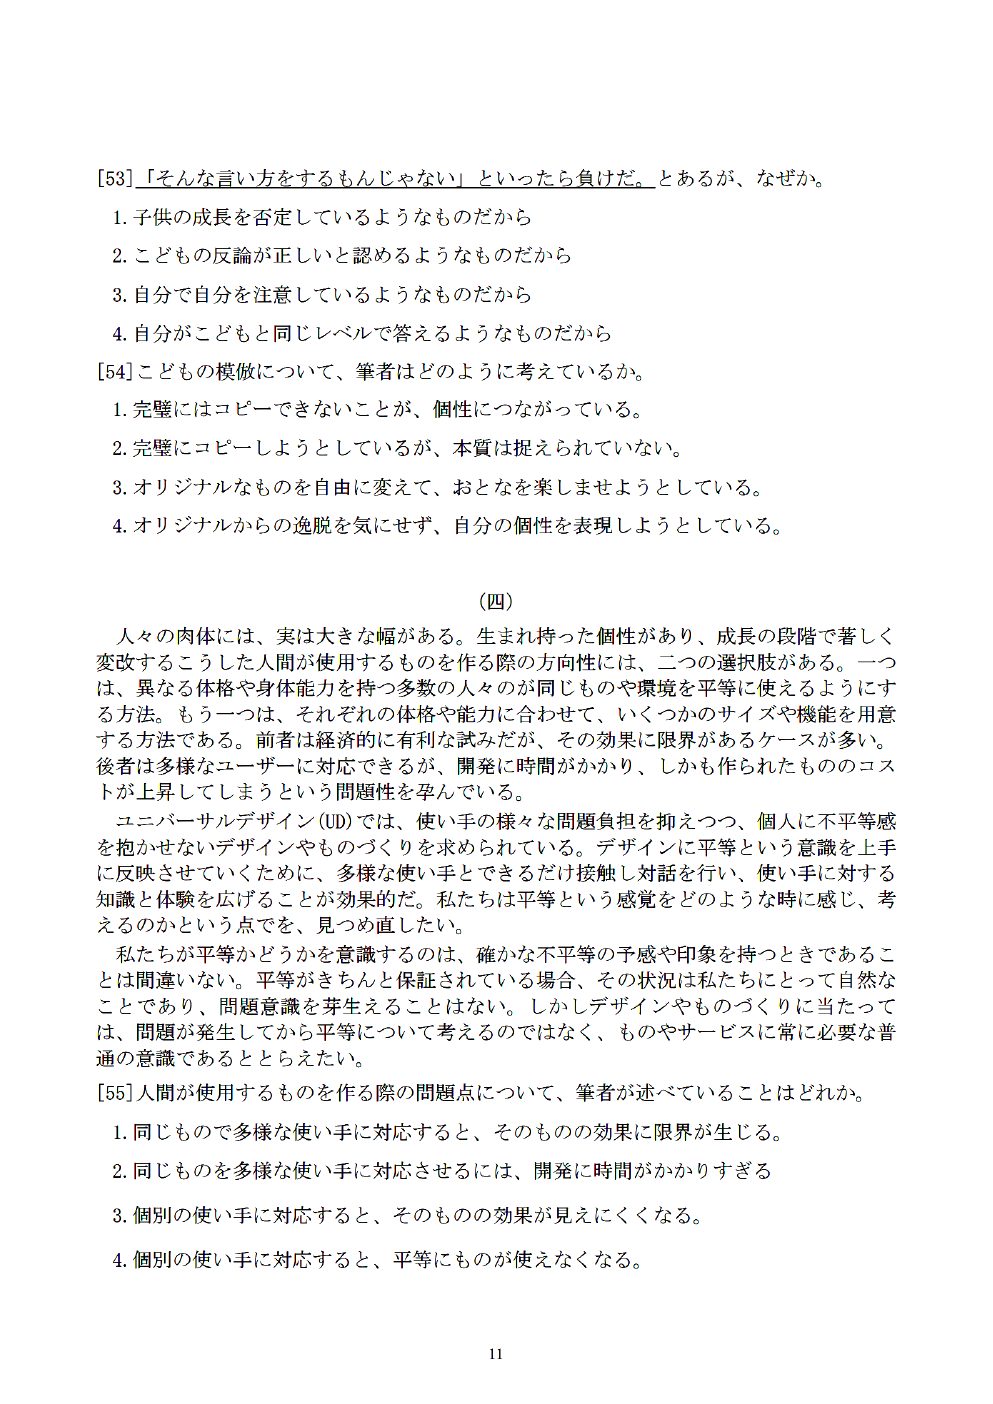 [53]「そんな言い方をするもんじゃない」といったら負けだ。とあるが、なぜか。
1.子供の成長を否定しているようなものだから
2.こどもの反論が正しいと認めるようなものだから
3.自分で自分を注意しているようなものだから
4.自分がこどもと同じレベルで答えるようなものだから
[54]こどもの模倣について、筆者はどのように考えているか。
1.完璧にはコピーできないことが、個性につながっている。
2.完璧にコピーしようとしているが、本質は捉えられていない。
3.オリジナルなものを自由に変えて、おとなを楽しませようとしている。
4.オリジナルからの逸脱を気にせず、自分の個性を表現しようとしている。
(四)
人々の肉体には、実は大きな幅がある。生まれ持った個性があり、成長の段階で著しく
変改するこうした人間が使用するものを作る際の方向性には、二つの選択肢がある。一つ
は、異なる体格や身体能力を持つ多数の人々のが同じものや環境を平等に使えるようにす
る方法。もう一つは、それぞれの体格や能力に合わせて、いくつかのサイズや機能を用意
する方法である。前者は経済的に有利な試みだが、その効果に限界があるケースが多い。
後者は多様なユーザーに対応できるが、開発に時間がかかり、しかも作られたもののコス
トが上昇してしまうという問題性を孕んでいる。
ユニバーサルデザイン(UD)では、使い手の様々な問題負担を抑えつつ、個人に不平等感
を抱かせないデザインやものづくりを求められている。デザインに平等という意識を上手
に反映させていくために、多様な使い手とできるだけ接触し対話を行い、使い手に対する
知識と体験を広げることが効果的だ。私たちは平等という感覚をどのような時に感じ、考
えるのかという点でを、見つめ直したい。
私たちが平等かどうかを意識するのは、確かな不平等の予感や印象を持つときであるこ
とは間違いない。平等がきちんと保証されている場合、その状況は私たちにとって自然な
ことであり、問題意識を芽生えることはない。しかしデザインやものづくりに当たって
は、問題が発生してから平等について考えるのではなく、ものやサービスに常に必要な普
通の意識であるととらえたい。
[55]人間が使用するものを作る際の問題点について、筆者が述べていることはどれか。
1.同じもので多様な使い手に対応すると、そのものの効果に限界が生じる。
2.同じものを多様な使い手に対応させるには、開発に時間がかかりすぎる
3.個別の使い手に対応すると、そのものの効果が見えにくくなる。
4.個別の使い手に対応すると、平等にものが使えなくなる。
11